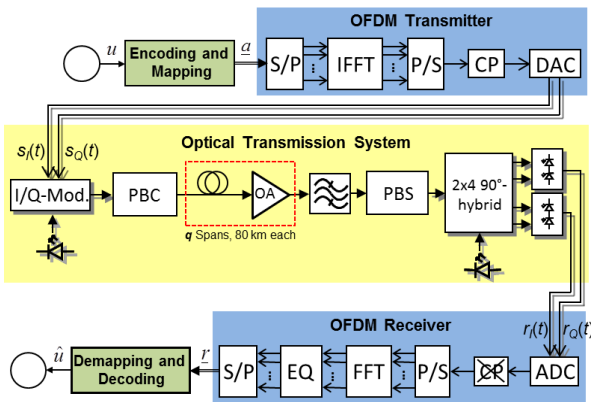 OFDM Transmitter
u
Encoding and
Mapping
a
S/P
IFFT
P/S
CP
DAC
Optical Transmission System
sI(t)
sQ(t)
I/Q-Mod.
PBC
OA
PBS
2x4 90°-
hybrid
q Spans, 80 km each
rI(t)
rQ(t)
OFDM Receiver
û
Demapping and
Decoding
r
S/P
EQ
FFT
P/S
CP
ADC